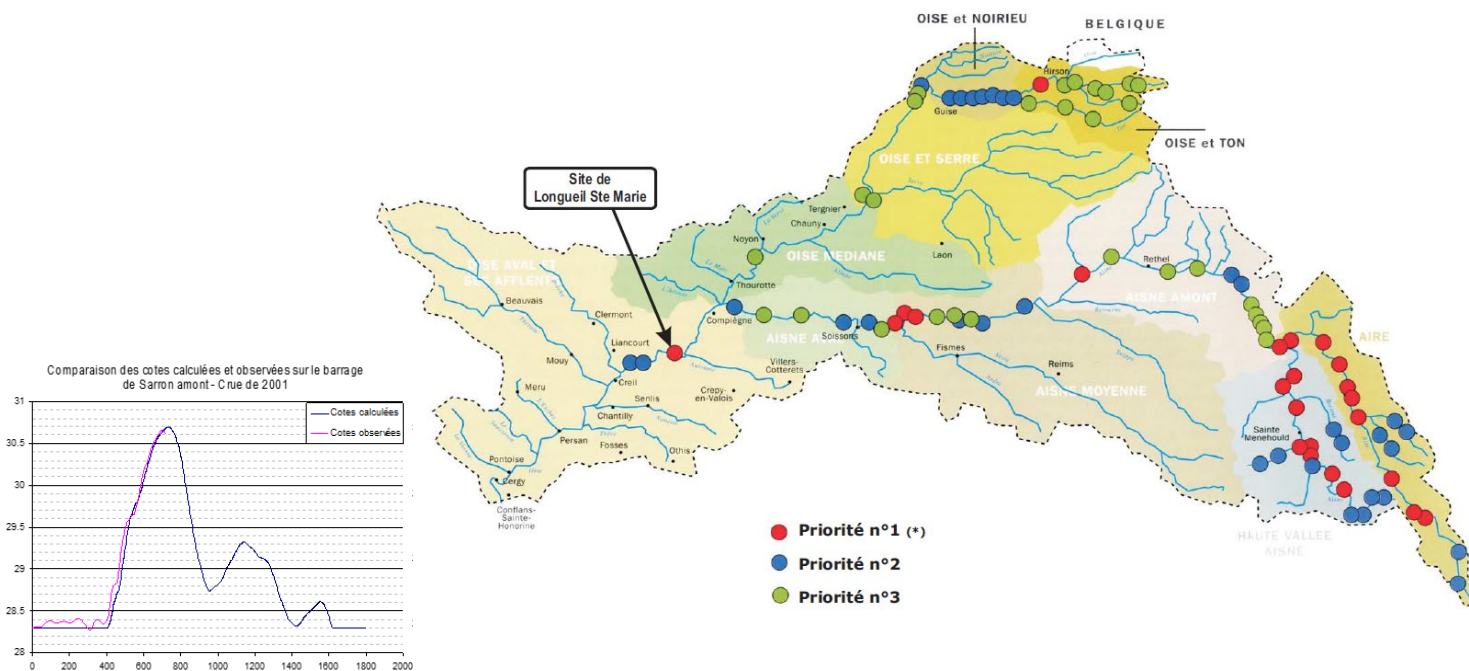 OISE et NOIRIEU
BELGIQUE
Hirson
Guise
OISE et TON
OISE ET SERRE
Site de
Longueil Ste Marie
Tergnier
Chauny
Noyon
Laon
OISE MEDIANE
Thourotte
Rethel
AISNE AMONT
Beauvais
Clermont
Compiègne
Soissons
Liancourt
Fismes
Reims
AIRE
Mouy
Villers-
Cotterets
AISNE MOYENNE
Creil
Crepy-
en-Valois
Meru
Senlis
Chantilly
Sainte
Menehould
Persan
Fosses
Othis
Pontoise
Cergy
Conflans-
Sainte-
Honorine
HAUTE VALLEE
AISNE
Priorité n°1 (*)
Priorité n°2
Priorité n°3
Comparaison des cotes calculées et observées sur le barrage
de Sarron amont - Crue de 2001
Cotes calculées
Cotes observées
31
30.5
30
29.5
29
28.5
28
0 200 400 600 800 1000 1200 1400 1600 1800 2000